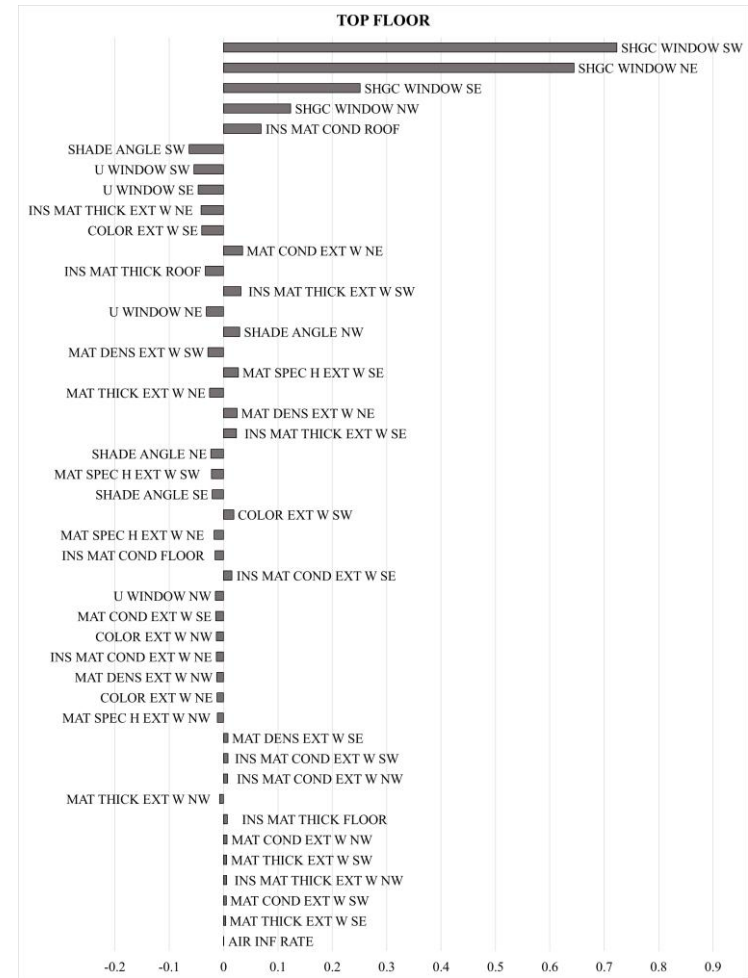 TOP FLOOR
SHGC WINDOW SW
SHGC WINDOW NE
SHGC WINDOW SE
SHGC WINDOW NW
INS MAT COND ROOF
SHADE ANGLE SW
U WINDOW SW
U WINDOW SE
INS MAT THICK EXT W NE
COLOR EXT W SE
MAT COND EXT W NE
INS MAT THICK ROOF
INS MAT THICK EXT W SW
U WINDOW NE
SHADE ANGLE NW
MAT DENS EXT W SW
MAT SPEC H EXT W SE
MAT THICK EXT W NE
MAT DENS EXT W NE
INS MAT THICK EXT W SE
SHADE ANGLE NE
MAT SPEC H EXT W SW
SHADE ANGLE SE
COLOR EXT W SW
MAT SPEC H EXT W NE
INS MAT COND FLOOR
INS MAT COND EXT W SE
U WINDOW NW
MAT COND EXT W SE
COLOR EXT W NW
INS MAT COND EXT W NE
MAT DENS EXT W NW
COLOR EXT W NE
MAT SPEC H EXT W NW
MAT DENS EXT W SE
INS MAT COND EXT W SW
INS MAT COND EXT W NW
MAT THICK EXT W NW
INS MAT THICK FLOOR
MAT COND EXT W NW
MAT THICK EXT W SW
INS MAT THICK EXT W NW
MAT COND EXT W SW
MAT THICK EXT W SE
AIR INF RATE
-0.2 -0.1 0 0.1 0.2 0.3 0.4 0.5 0.6 0.7 0.8 0.9